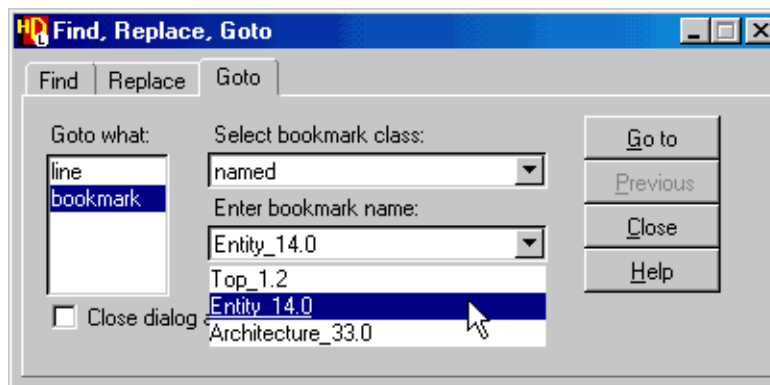 HDL Find, Replace, Goto
Find Replace Goto
Goto what:
line
bookmark
Select bookmark class:
named
Enter bookmark name:
Entity_14.0
Top_1.2
Entity_14.0
Architecture_33.0
Close dialog a
Go to
Previous
Close
Help